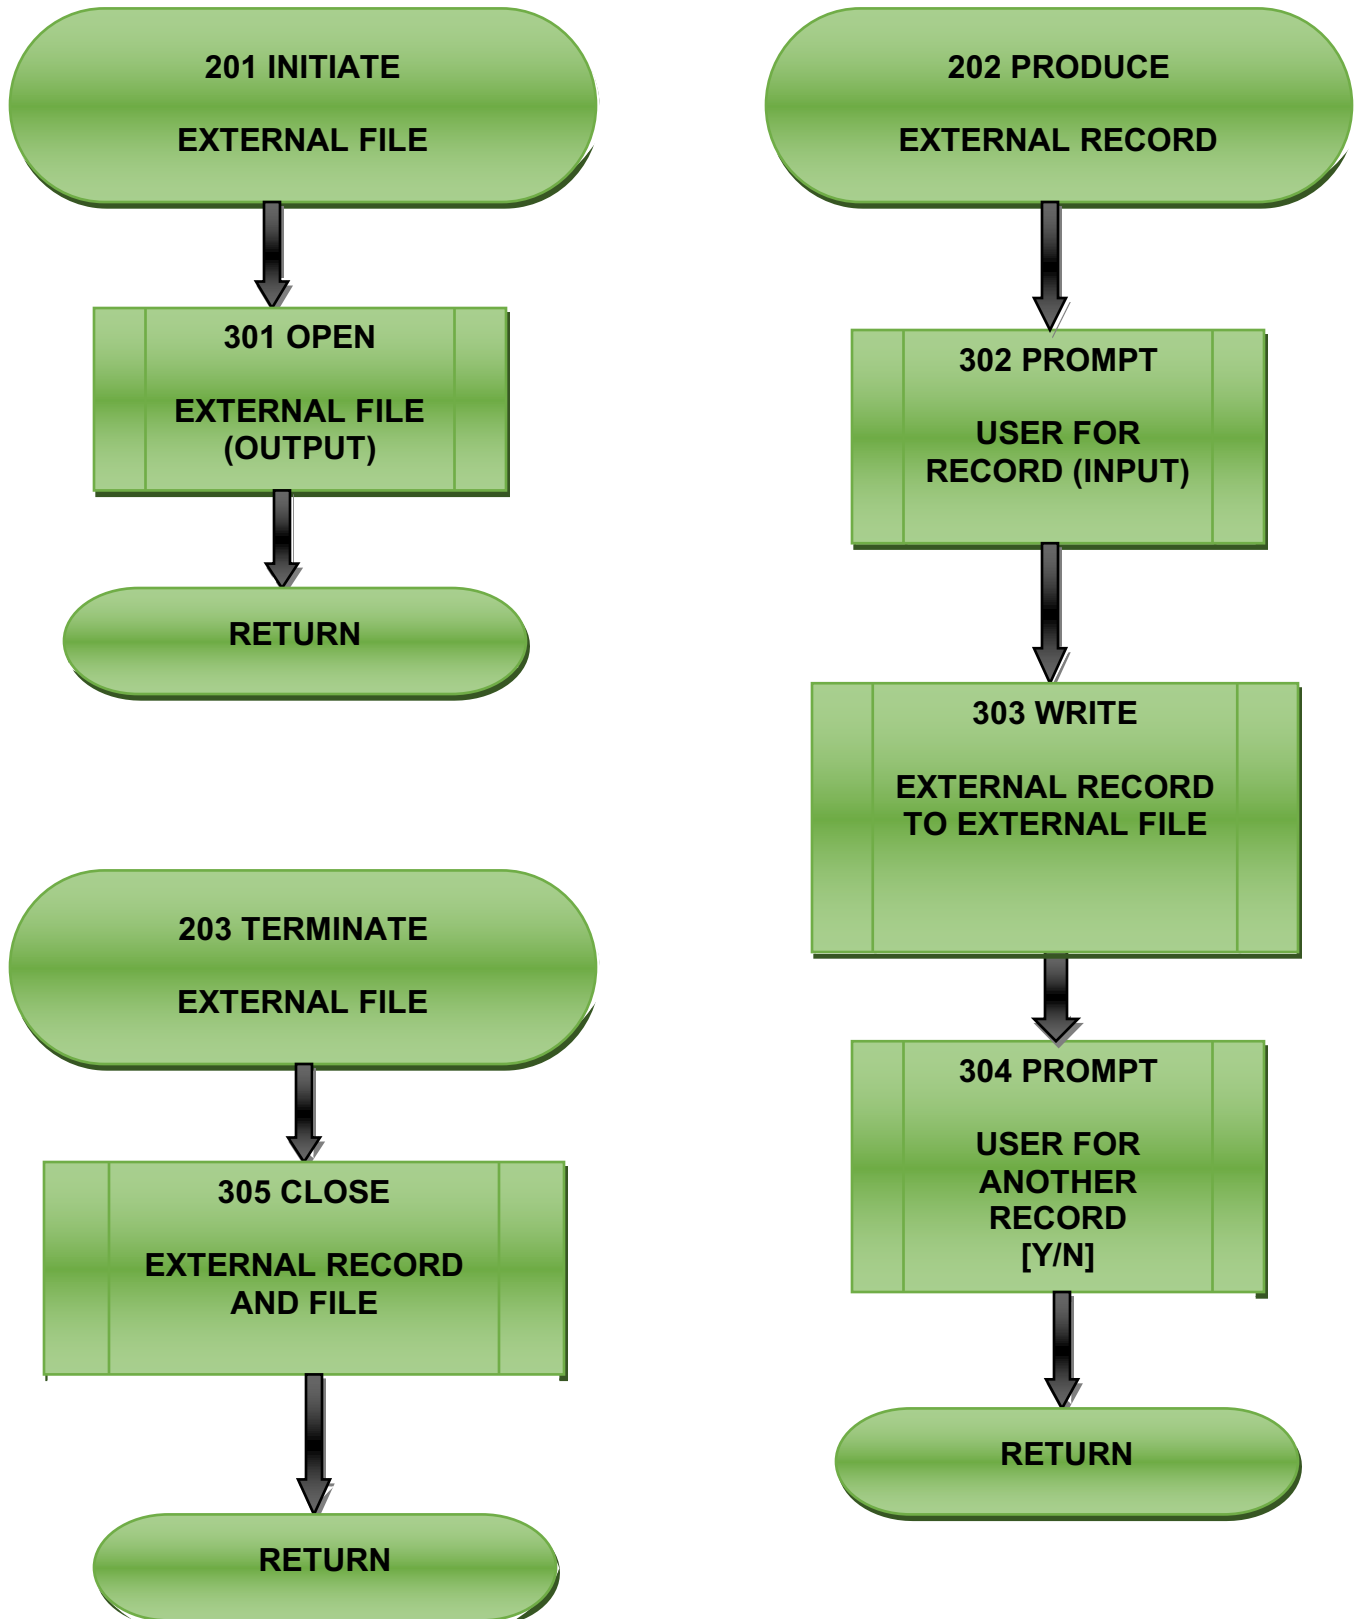 201 INITIATE
EXTERNAL FILE
301 OPEN
EXTERNAL FILE
(OUTPUT)
RETURN
203 TERMINATE
EXTERNAL FILE
305 CLOSE
EXTERNAL RECORD
AND FILE
RETURN
202 PRODUCE
EXTERNAL RECORD
302 PROMPT
USER FOR
RECORD (INPUT)
303 WRITE
EXTERNAL RECORD
TO EXTERNAL FILE
304 PROMPT
USER FOR
ANOTHER
RECORD
[Y/N]
RETURN